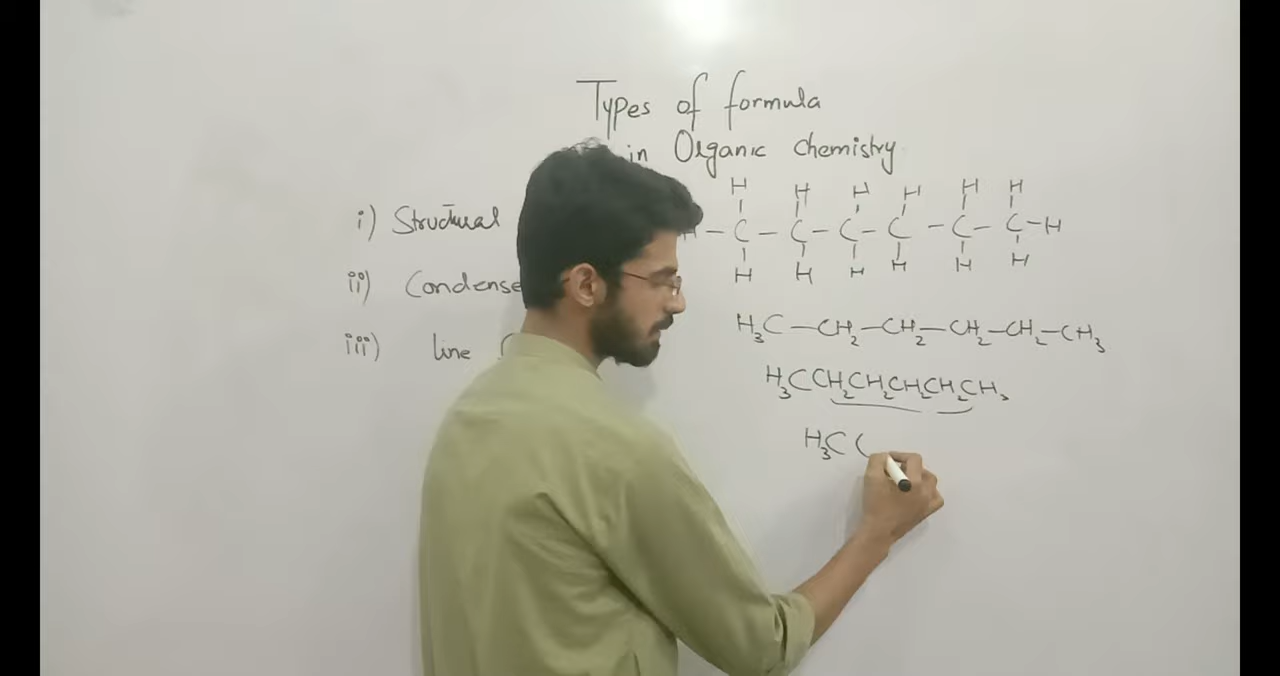 Types of formula
in Organic chemistry
i) Structural
ii) Condense
iii) line
H H H H H H
H – C – C – C – C – C – C – H
H H H H H H
H₃C – CH₂ – CH₂ – CH₂ – CH₂ – CH₃
H₃CCH₂CH₂CH₂CH₂CH₃
H₃C (